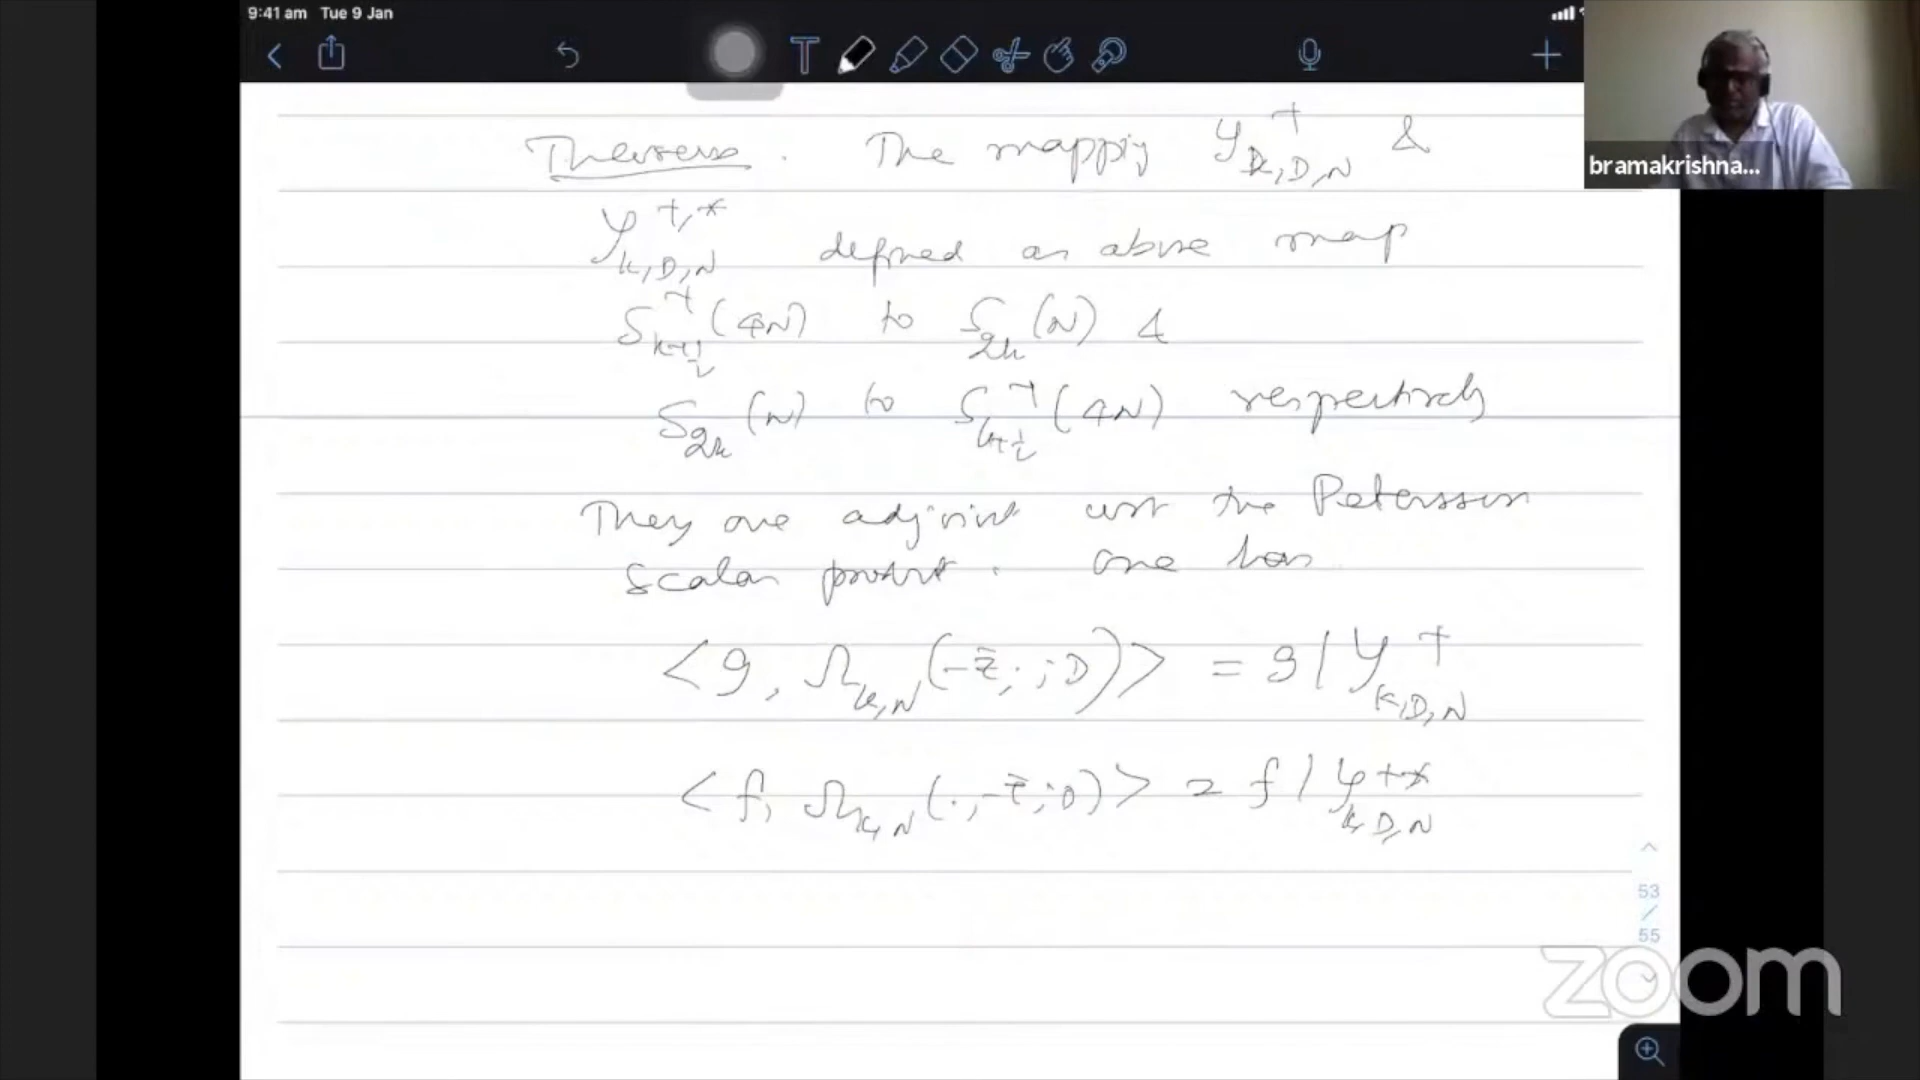 9:41 am Tue 9 Jan
bramakrishna...
Theorem. The mapping 𝒮⁺_{k,D,N} &
𝒮^{+,*}_{k,D,N} defined as above map
S⁺_{k+1/2}(4N) to S_{2k}(N) &
S_{2k}(N) to S⁺_{k+1/2}(4N) respectively
They are adjoint wrt the Petersson
scalar product. One has
<g, Ω_{k,N}(-z̄; ; D)> = g | 𝒮⁺_{k,D,N}
<f, Ω_{k,N}(·, -τ̄; D)> = f | 𝒮^{+*}_{k,D,N}
53
/
55
zoom